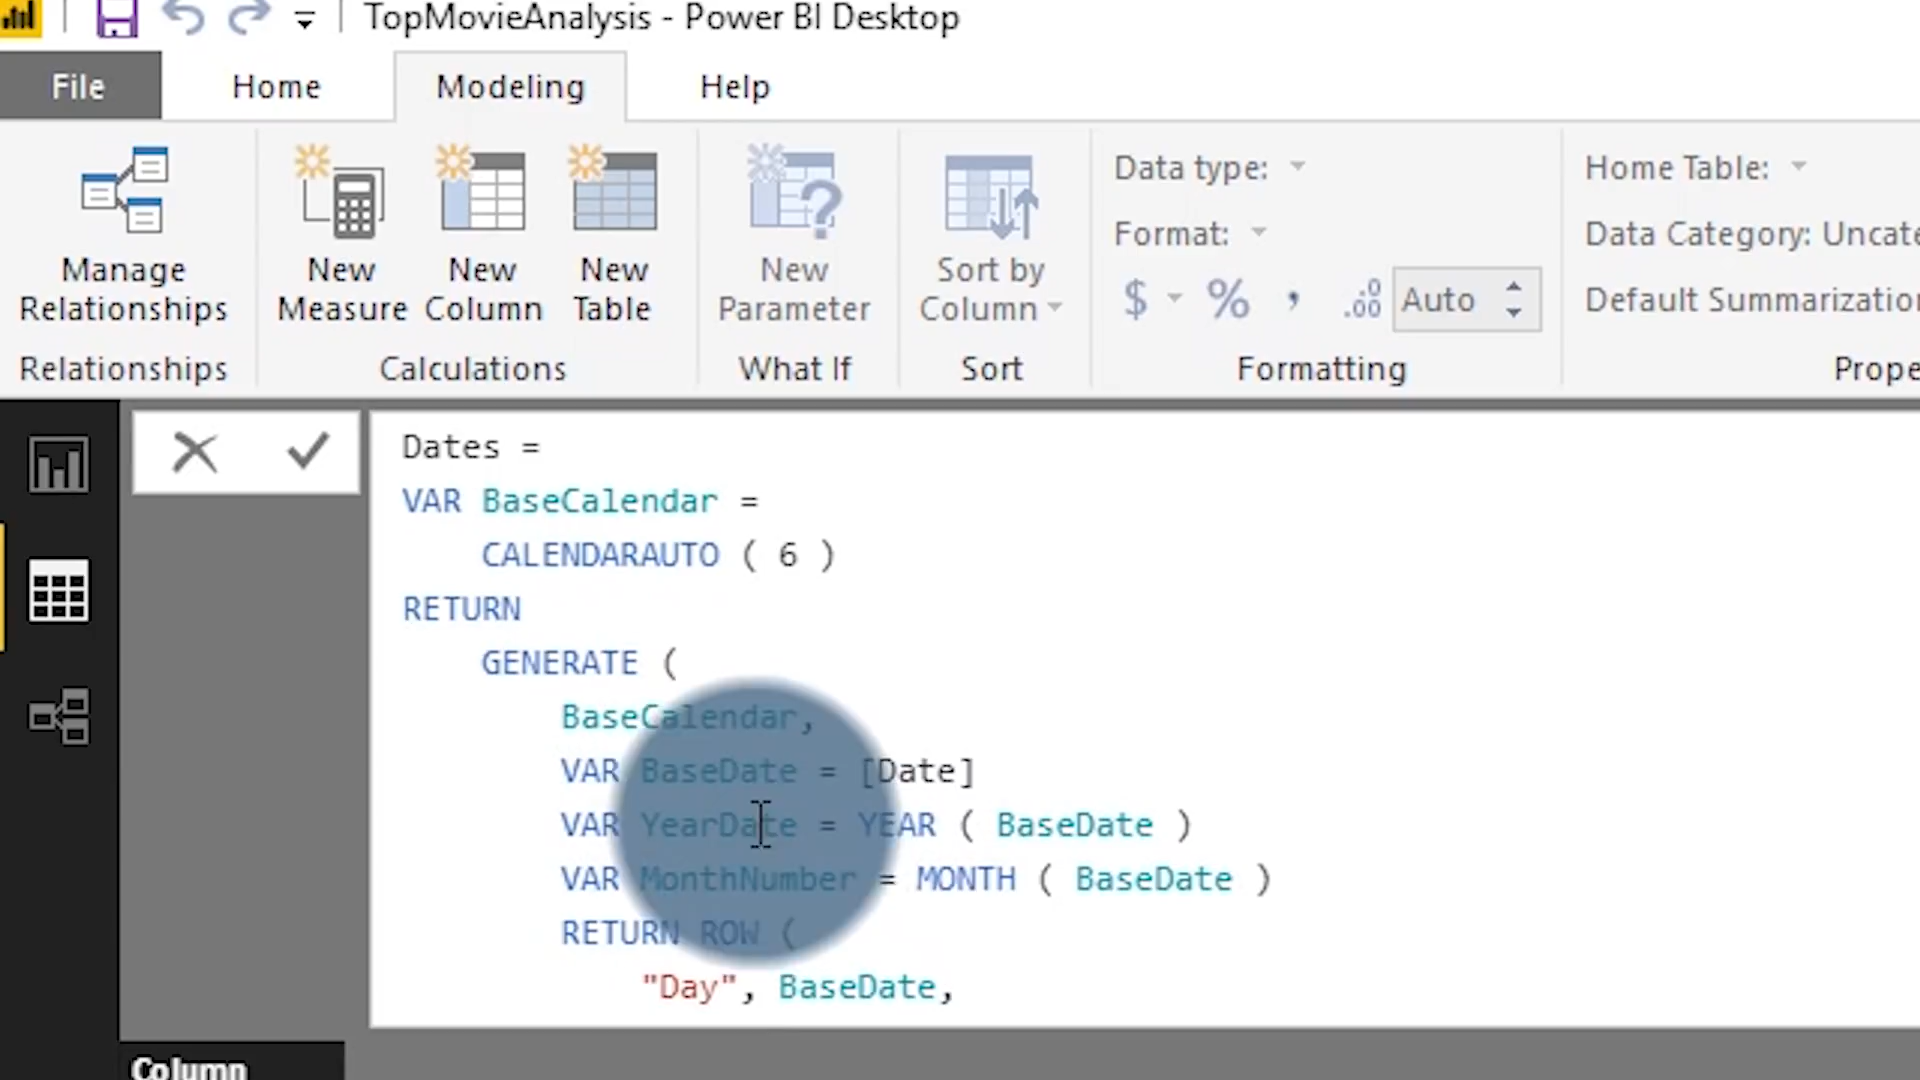 TopMovieAnalysis - Power BI Desktop
File Home Modeling Help
Manage Relationships
New Measure
New Column
New Table
New Parameter
Sort by Column
Data type:
Format:
$ % , .00 Auto
Home Table:
Data Category:
Default
Relationships Calculations What If Sort Formatting
Dates =
VAR BaseCalendar =
CALENDARAUTO ( 6 )
RETURN
GENERATE (
BaseCalendar,
VAR BaseDate = [Date]
VAR YearDate = YEAR ( BaseDate )
VAR MonthNumber = MONTH ( BaseDate )
RETURN ROW (
"Day", BaseDate,
Column